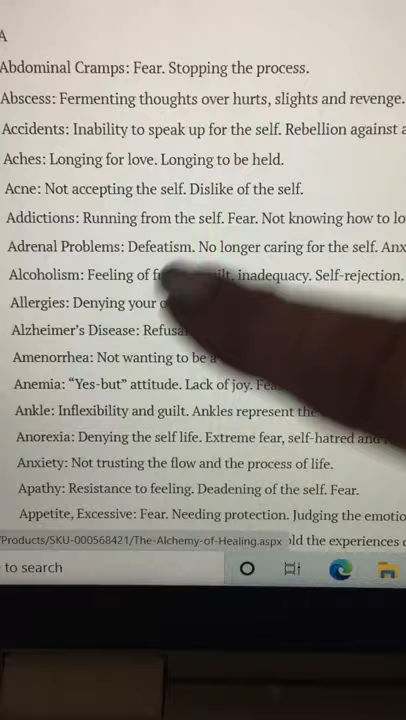 A
Abdominal Cramps: Fear. Stopping the process.
Abscess: Fermenting thoughts over hurts, slights and revenge.
Accidents: Inability to speak up for the self. Rebellion against
Aches: Longing for love. Longing to be held.
Acne: Not accepting the self. Dislike of the self.
Addictions: Running from the self. Fear. Not knowing how to lo
Adrenal Problems: Defeatism. No longer caring for the self. Anx
Alcoholism: Feeling of inadequacy. Self-rejection.
Allergies: Denying your
Alzheimer's Disease: Refusa
Amenorrhea: Not wanting to be a
Anemia: "Yes-but" attitude. Lack of joy.
Ankle: Inflexibility and guilt. Ankles represent the
Anorexia: Denying the self life. Extreme fear, self-hatred and
Anxiety: Not trusting the flow and the process of life.
Apathy: Resistance to feeling. Deadening of the self. Fear.
Appetite, Excessive: Fear. Needing protection. Judging the emotio
/Products/SKU-000568421/The-Alchemy-of-Healing.aspx old the experiences
to search